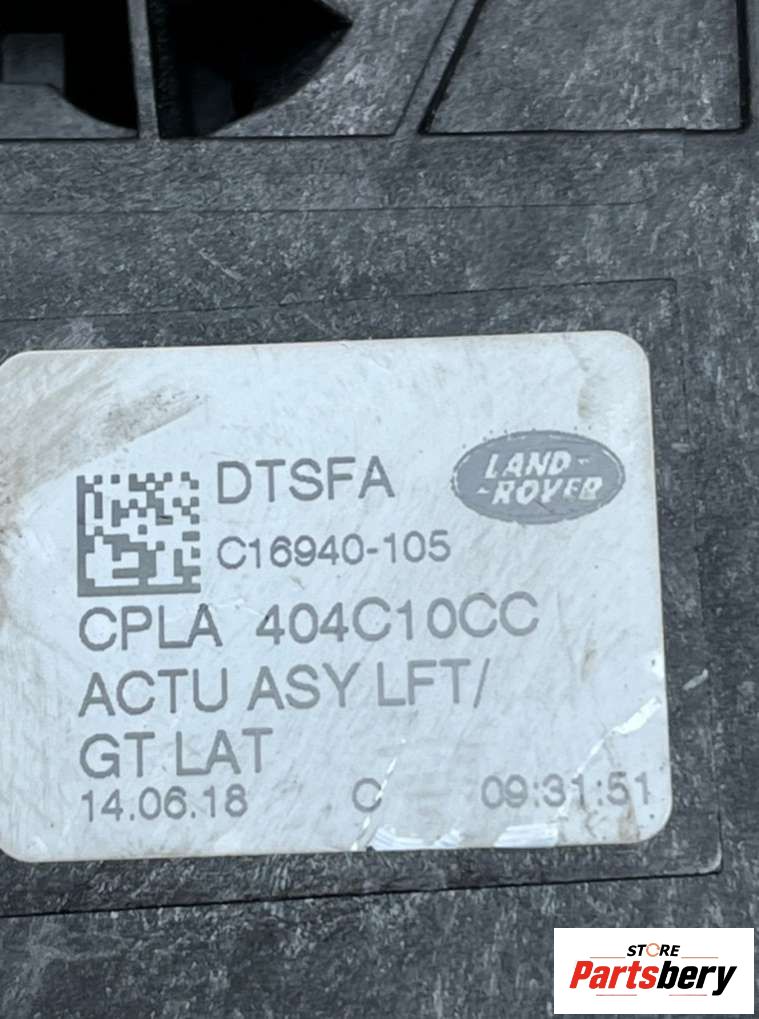 DTSFA
LAND-
-ROVER
C16940-105
CPLA 404C10CC
ACTU ASY LFT/
GT LAT
14.06.18 C 09:31:51
STORE
Partsbery